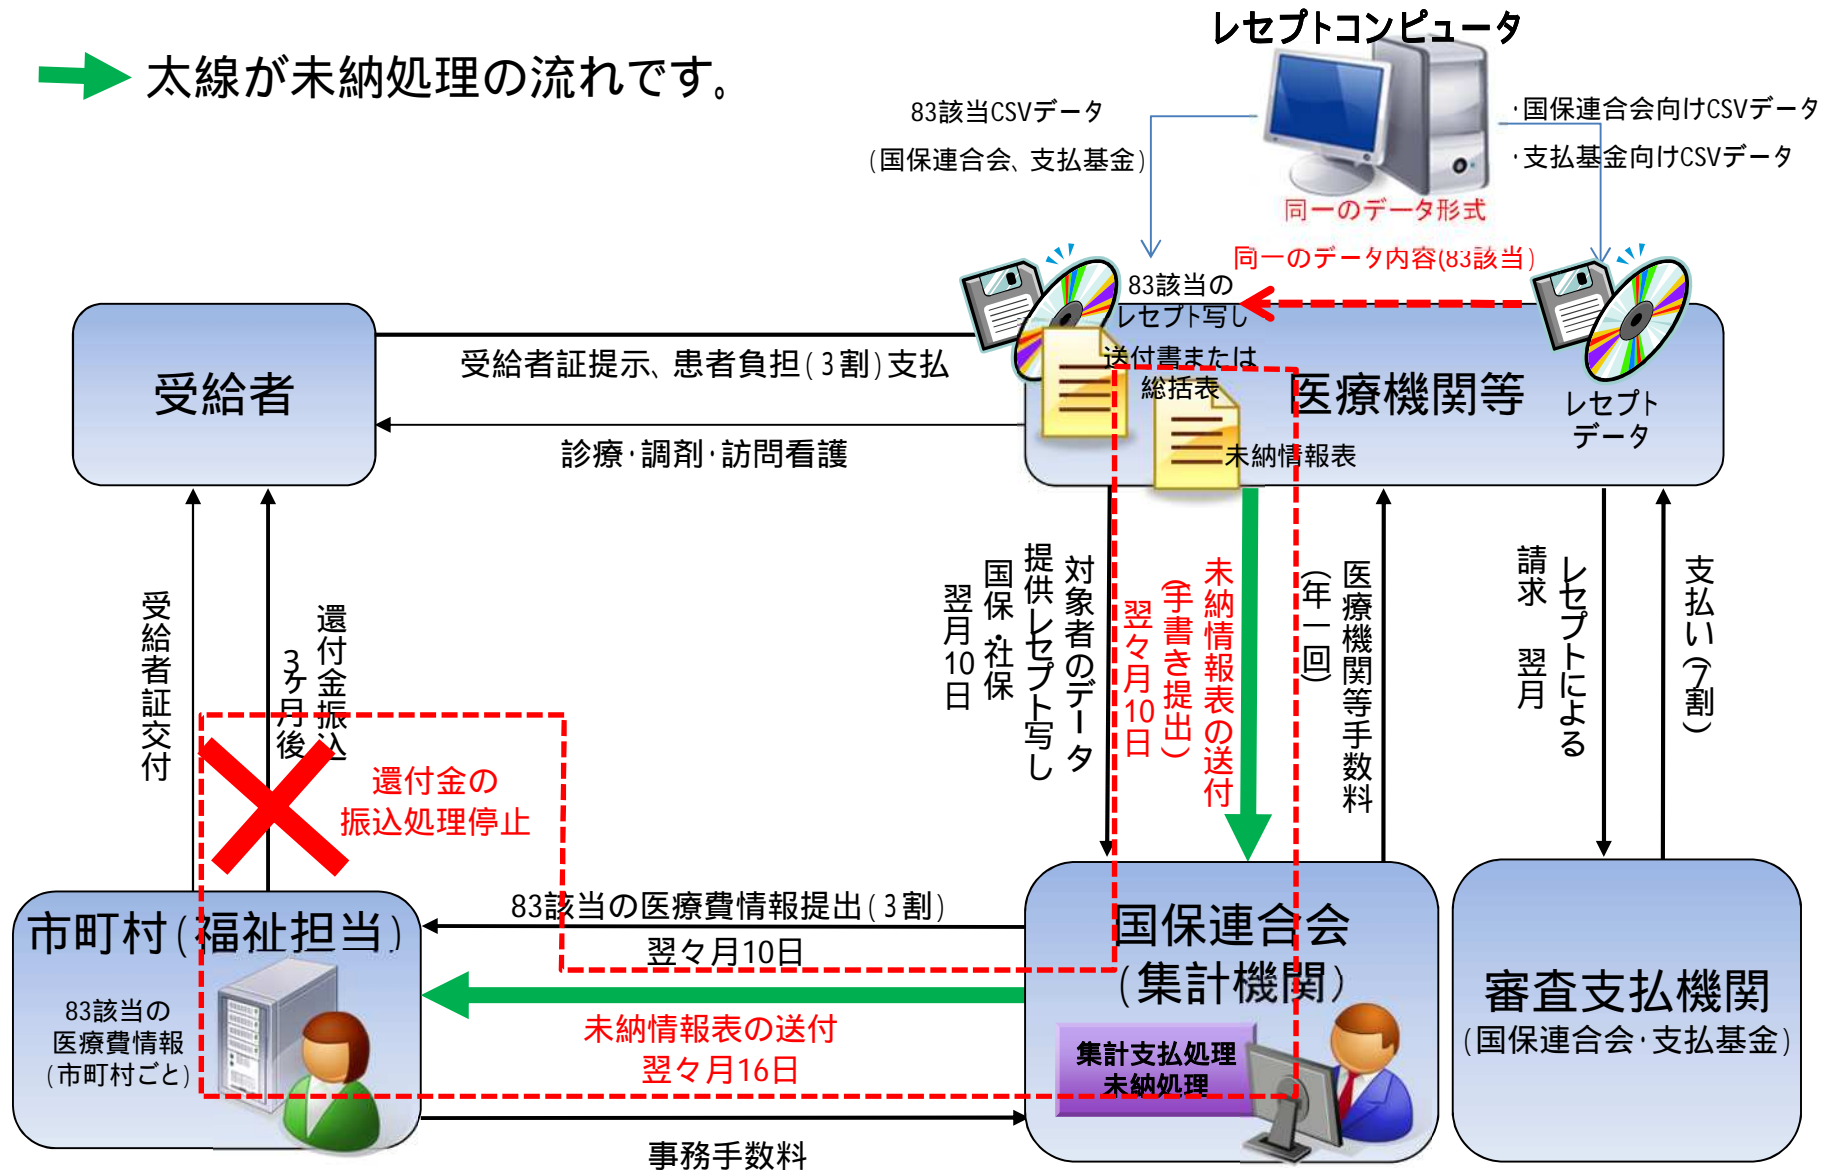 レセプトコンピュータ
太線が未納処理の流れです。
83該当CSVデータ
(国保連合会、支払基金)
・国保連合会向けCSVデータ
・支払基金向けCSVデータ
同一のデータ形式
同一のデータ内容(83該当)
83該当の
レセプト写し
送付書または
総括表
受給者
受給者証提示、患者負担(3割)支払
診療・調剤・訪問看護
医療機関等
未納情報表
レセプト
データ
受給者証交付
還付金振込
3ヶ月後
対象者のデータ
提供レセプト写し
国保・社保
翌月10日
未納情報表の送付
(手書き提出)
翌々月10日
医療機関等手数料
(年一回)
レセプトによる
請求 翌月
支払い(7割)
還付金の
振込処理停止
市町村(福祉担当)
83該当の
医療費情報
(市町村ごと)
83該当の医療費情報提出(3割)
翌々月10日
未納情報表の送付
翌々月16日
事務手数料
国保連合会
(集計機関)
集計支払処理
未納処理
審査支払機関
(国保連合会・支払基金)